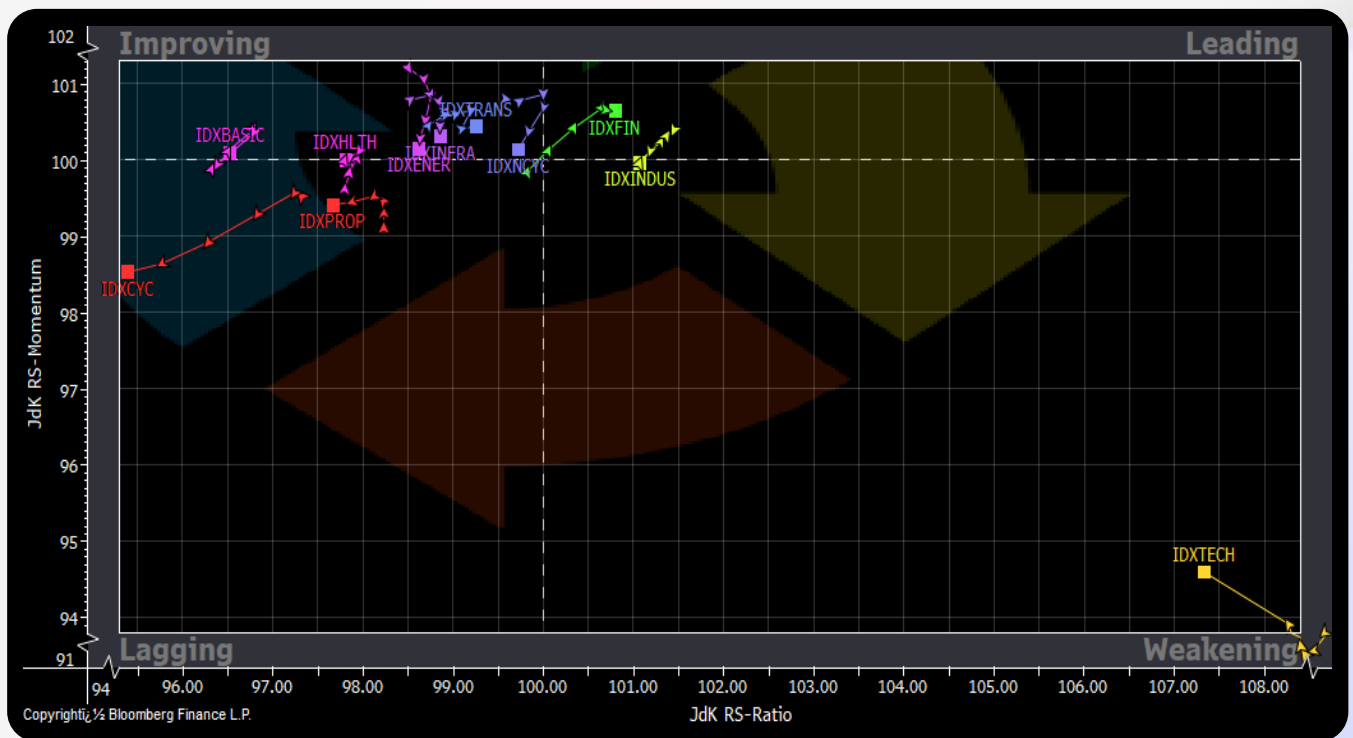 102
Improving
Leading
101
IDXTRANS
IDXBASIC
IDXHLTH
IDXFIN
IDXINFRA
100
IDXENER
IDXNCYC
IDXINDUS
IDXPROP
99
IDXCYC
98
97
96
95
IDXTECH
94
JdK RS-Momentum
Lagging
Weakening
91
94
96.00
97.00
98.00
99.00
100.00
101.00
102.00
103.00
104.00
105.00
106.00
107.00
108.00
Copyrightï¿½ Bloomberg Finance L.P.
JdK RS-Ratio